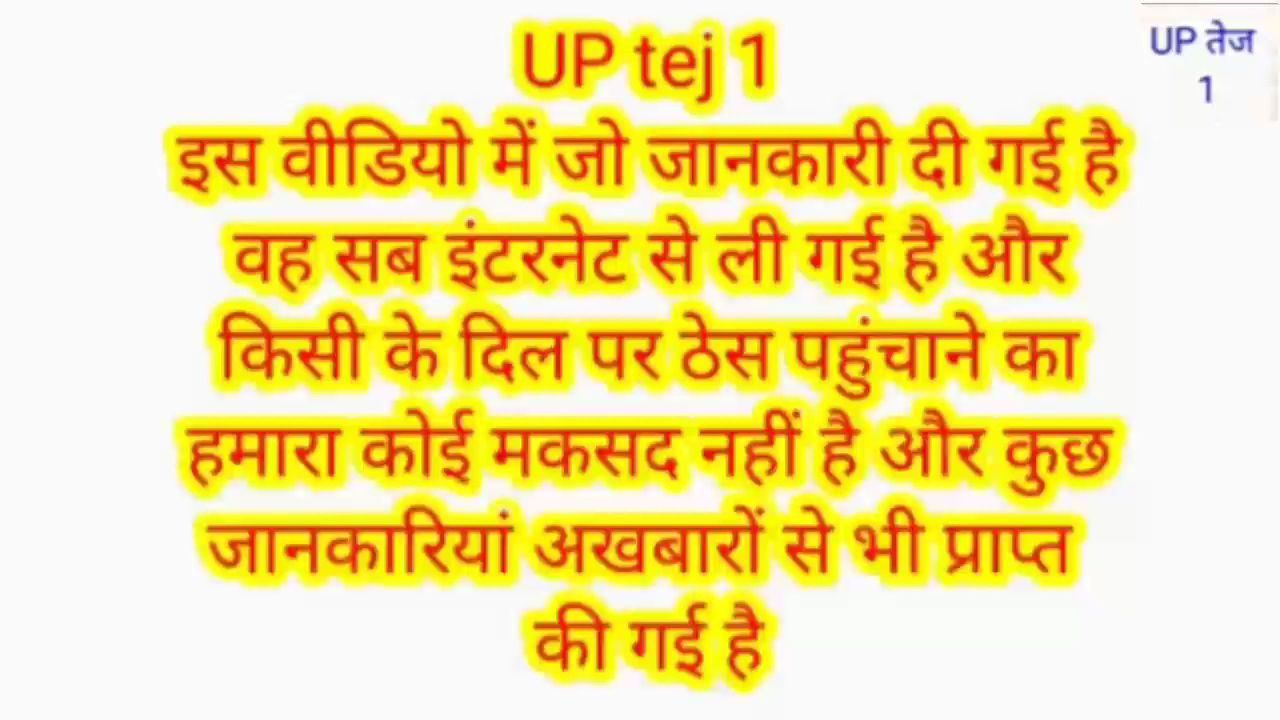 UP tej 1
इस वीडियो में जो जानकारी दी गई है
वह सब इंटरनेट से ली गई है और
किसी के दिल पर ठेस पहुंचाने का
हमारा कोई मकसद नहीं है और कुछ
जानकारियां अखबारों से भी प्राप्त
की गई है
UP तेज
1